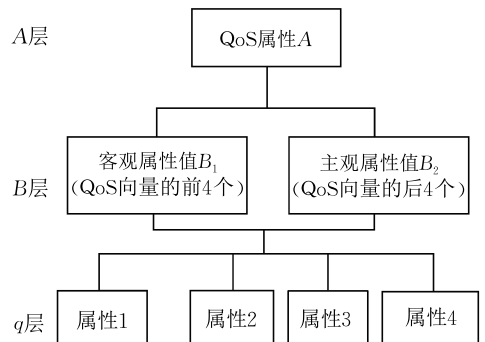 A层
QoS属性A
B层
客观属性值B₁
（QoS向量的前4个）
主观属性值B₂
（QoS向量的后4个）
q层
属性1
属性2
属性3
属性4